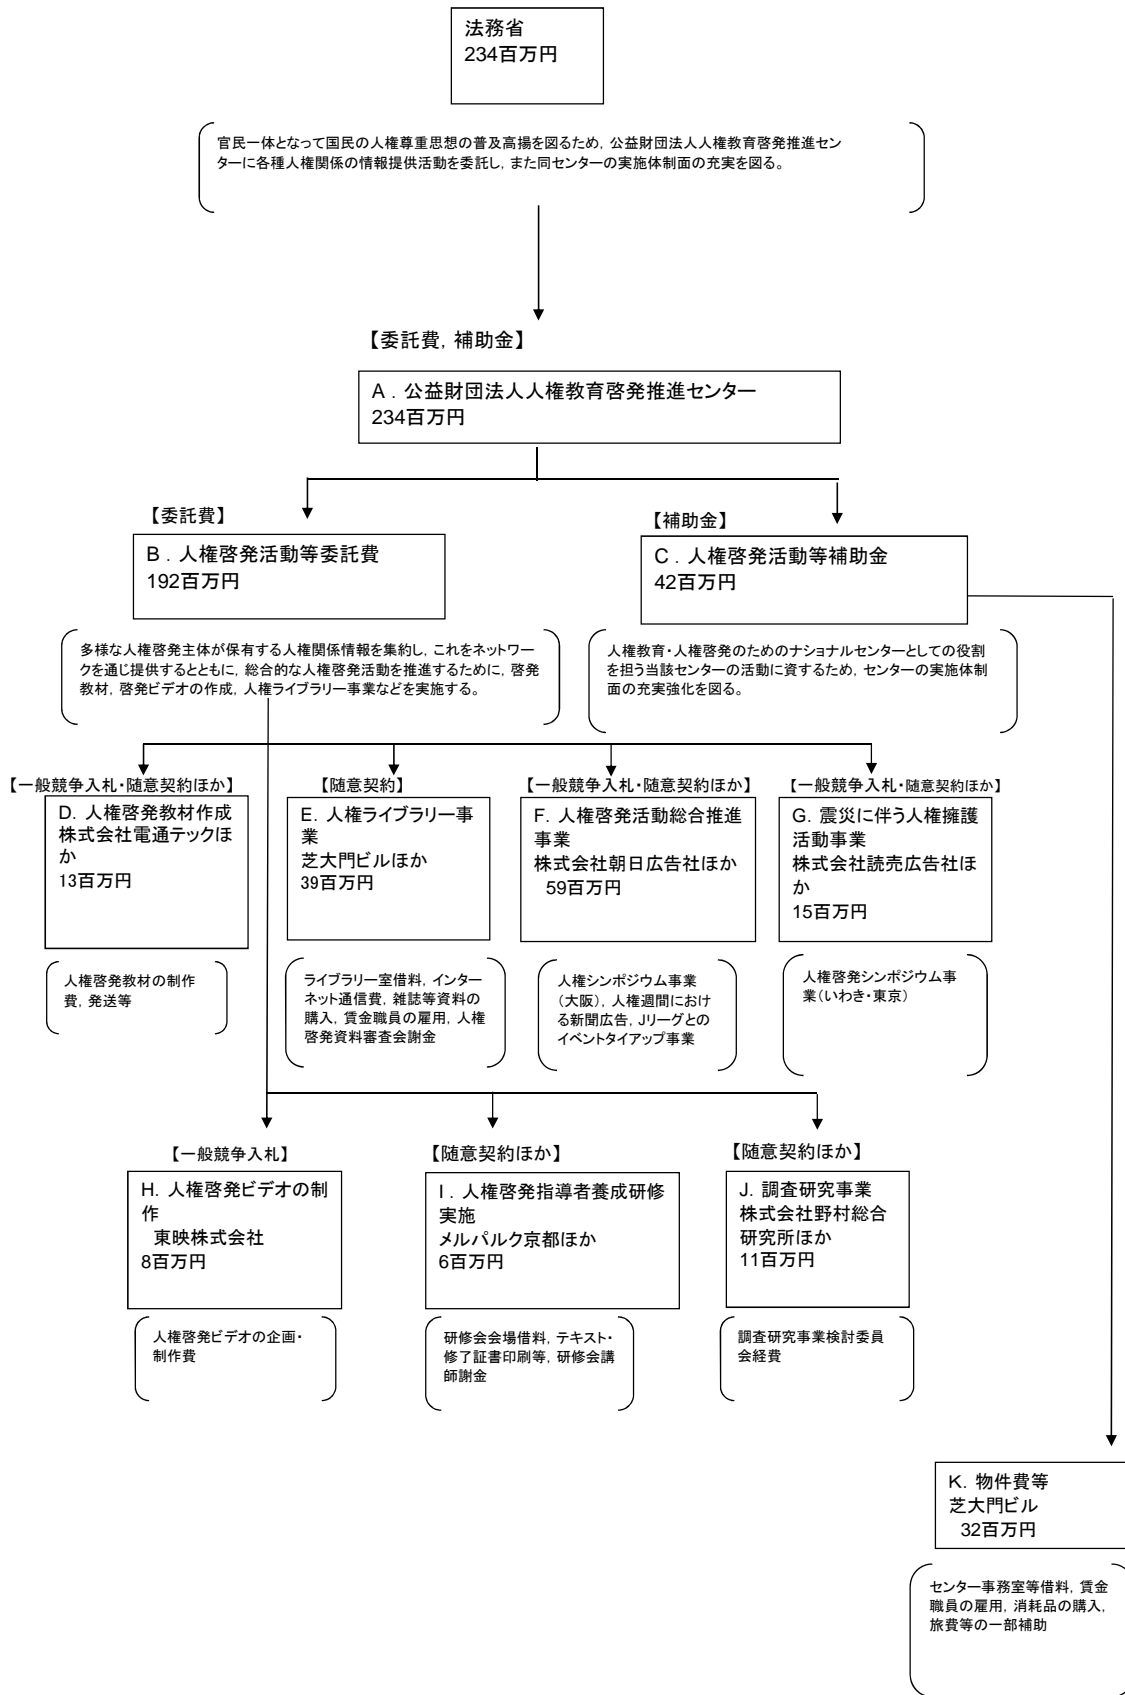 法務省
234百万円
官民一体となって国民の人権尊重思想の普及高揚を図るため，公益財団法人人権教育啓発推進セン
ターに各種人権関係の情報提供活動を委託し，また同センターの実施体制面の充実を図る。
【委託費，補助金】
A．公益財団法人人権教育啓発推進センター
234百万円
【委託費】
B．人権啓発活動等委託費
192百万円
【補助金】
C．人権啓発活動等補助金
42百万円
多様な人権啓発主体が保有する人権関係情報を集約し，これをネットワー
クを通じ提供するとともに，総合的な人権啓発活動を推進するために，啓発
教材，啓発ビデオの作成，人権ライブラリー事業などを実施する。
人権教育・人権啓発のためのナショナルセンターとしての役割
を担う当該センターの活動に資するため，センターの実施体制
面の充実強化を図る。
【一般競争入札・随意契約ほか】
D．人権啓発教材作成
株式会社電通テックほ
か
13百万円
人権啓発教材の制作
費，発送等
【随意契約】
E．人権ライブラリー事
業
芝大門ビルほか
39百万円
ライブラリー室借料，インター
ネット通信費，雑誌等資料の
購入，賃金職員の雇用，人権
啓発資料審査会謝金
【一般競争入札・随意契約ほか】
F．人権啓発活動総合推進
事業
株式会社朝日広告社ほか
59百万円
人権シンポジウム事業
（大阪），人権週間におけ
る新聞広告，Jリーグとの
イベントタイアップ事業
【一般競争入札・随意契約ほか】
G．震災に伴う人権擁護
活動事業
株式会社読売広告社ほ
か
15百万円
人権啓発シンポジウム事
業（いわき・東京）
【一般競争入札】
H．人権啓発ビデオの制
作
東映株式会社
8百万円
人権啓発ビデオの企画・
制作費
【随意契約ほか】
I．人権啓発指導者養成研修
実施
メルパルク京都ほか
6百万円
研修会会場借料，テキスト・
修了証書印刷等，研修会講
師謝金
【随意契約ほか】
J．調査研究事業
株式会社野村総合
研究所ほか
11百万円
調査研究事業検討委員
会経費
K．物件費等
芝大門ビル
32百万円
センター事務室等借料，賃金
職員の雇用，消耗品の購入，
旅費等の一部補助